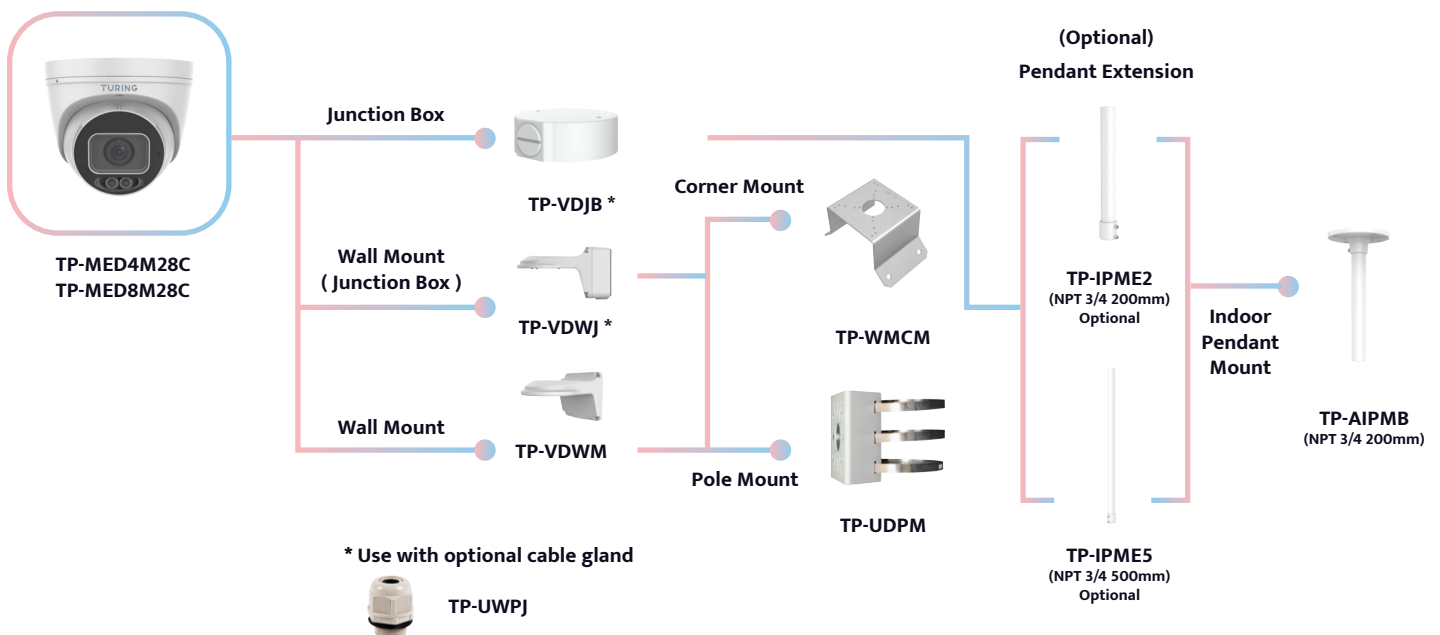 TURING
TP-MED4M28C
TP-MED8M28C
Junction Box
TP-VDJB *
Wall Mount
( Junction Box )
TP-VDWJ *
Wall Mount
TP-VDWM
Corner Mount
TP-WMCM
Pole Mount
TP-UDPM
(Optional)
Pendant Extension
TP-IPME2
(NPT 3/4 200mm)
Optional
TP-IPME5
(NPT 3/4 500mm)
Optional
Indoor
Pendant
Mount
TP-AIPMB
(NPT 3/4 200mm)
* Use with optional cable gland
TP-UWPJ